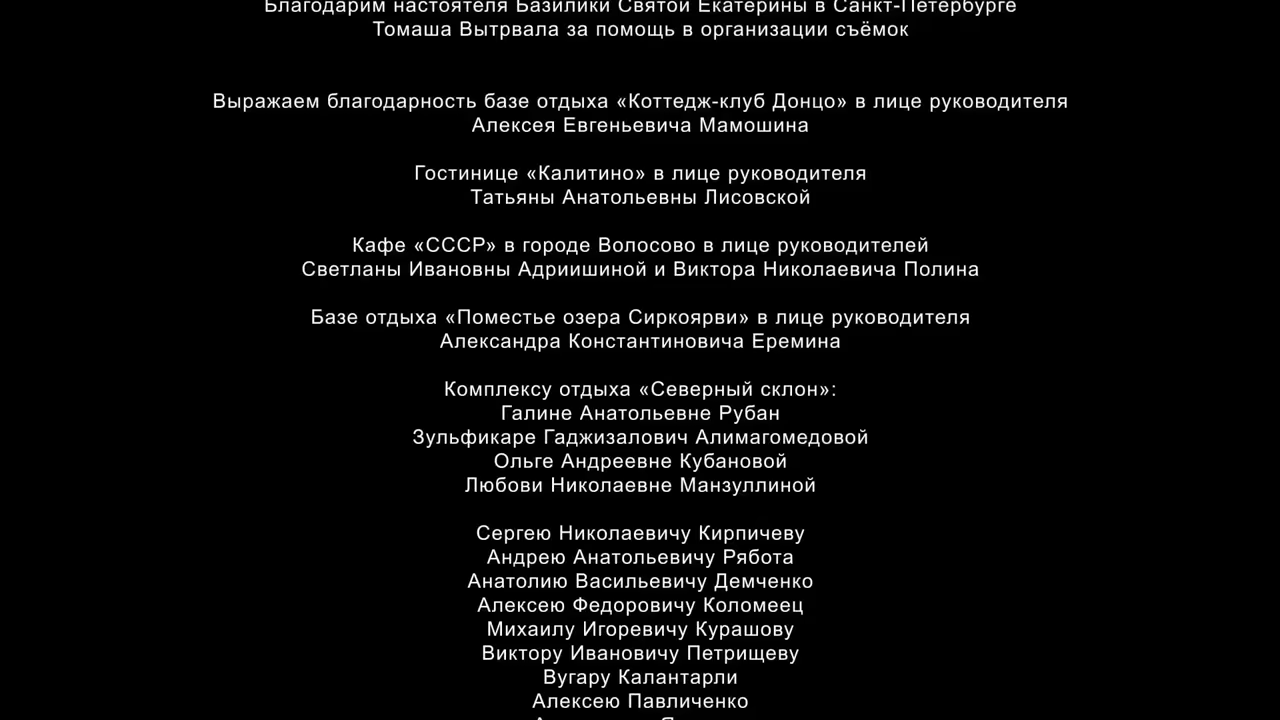 Благодарим настоятеля Базилики Святой Екатерины в Санкт-Петербурге
Томаша Вытрвала за помощь в организации съёмок
Выражаем благодарность базе отдыха «Коттедж-клуб Донцо» в лице руководителя
Алексея Евгеньевича Мамошина
Гостинице «Калитино» в лице руководителя
Татьяны Анатольевны Лисовской
Кафе «СССР» в городе Волосово в лице руководителей
Светланы Ивановны Адриишиной и Виктора Николаевича Полина
Базе отдыха «Поместье озера Сиркоярви» в лице руководителя
Александра Константиновича Еремина
Комплексу отдыха «Северный склон»:
Галине Анатольевне Рубан
Зульфикаре Гаджизалович Алимагомедовой
Ольге Андреевне Кубановой
Любови Николаевне Манзуллиной
Сергею Николаевичу Кирпичеву
Андрею Анатольевичу Рябота
Анатолию Васильевичу Демченко
Алексею Федоровичу Коломеец
Михаилу Игоревичу Курашову
Виктору Ивановичу Петрищеву
Вугару Калантарли
Алексею Павличенко